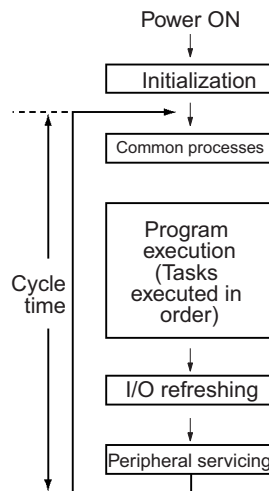 Power ON
Initialization
Common processes
Program
execution
(Tasks
executed in
order)
Cycle
time
I/O refreshing
Peripheral servicing